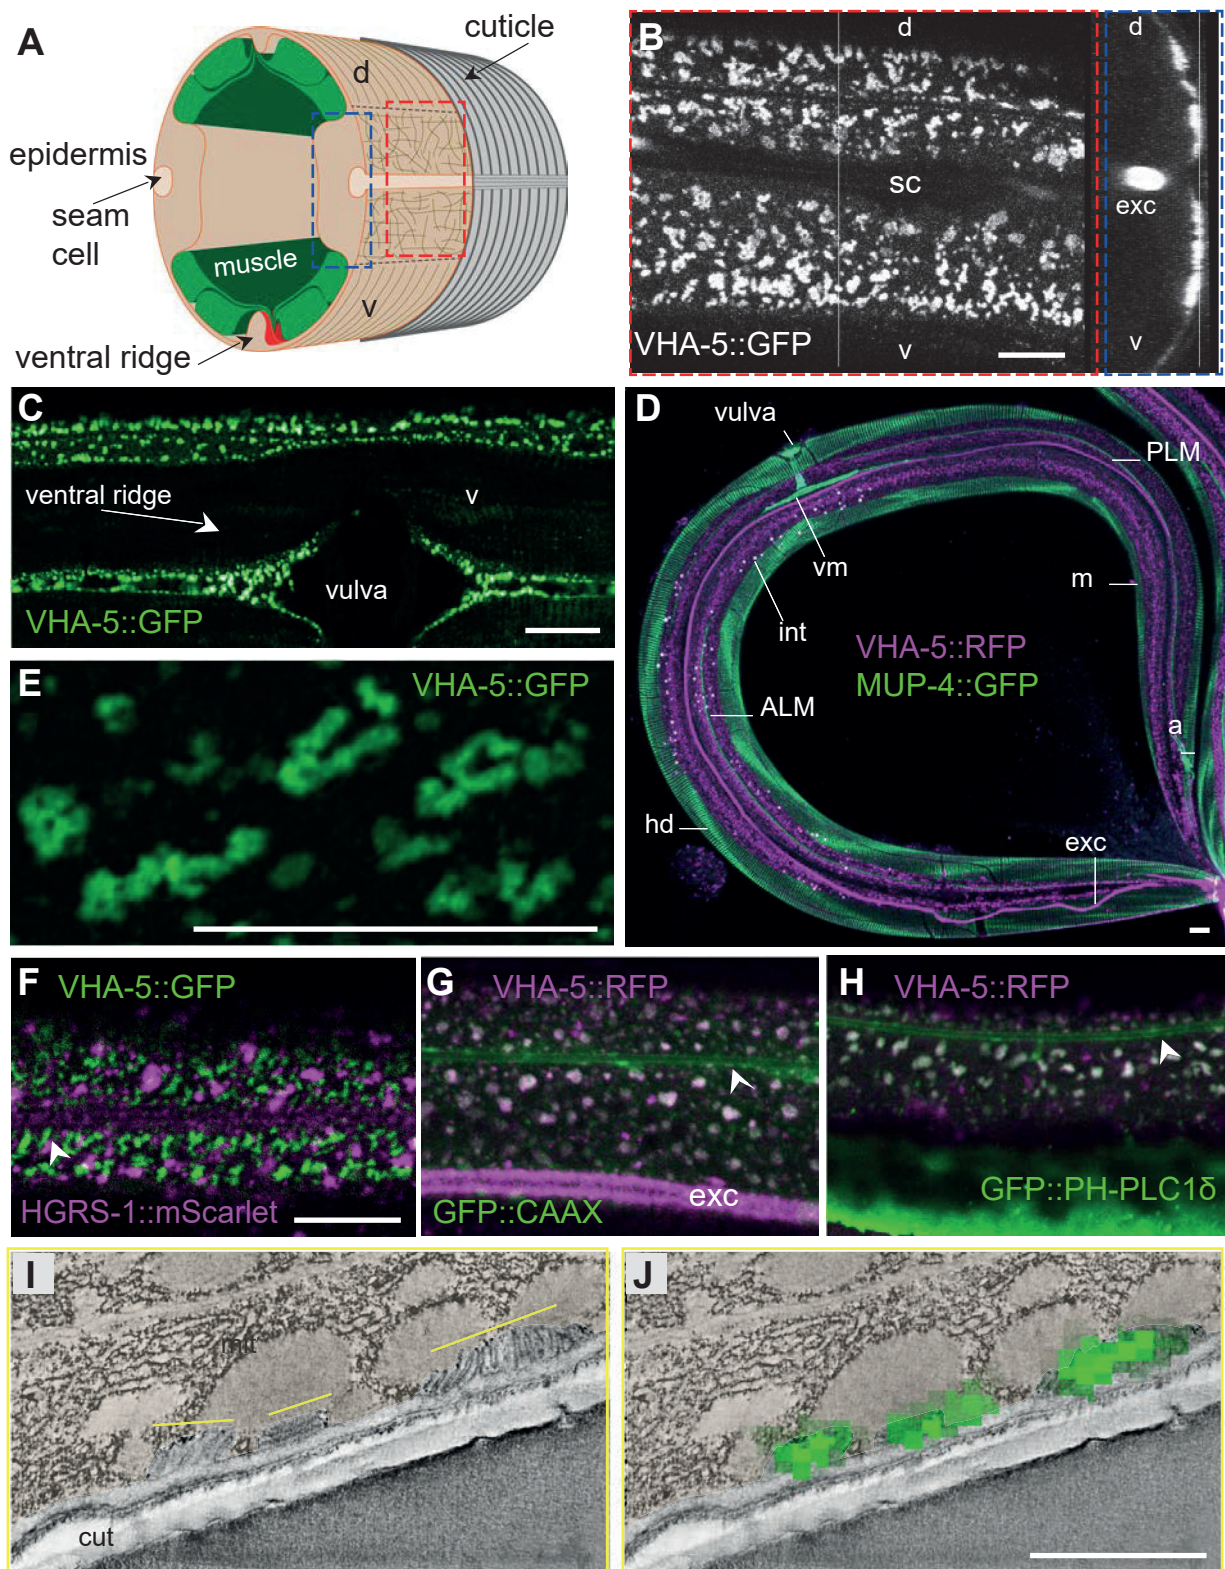 A
cuticle
d
epidermis
seam
cell
muscle
v
ventral ridge
B
d
d
sc
exc
VHA-5::GFP
v
v
C
ventral ridge
v
vulva
VHA-5::GFP
D
vulva
PLM
vm
m
int
VHA-5::RFP
MUP-4::GFP
ALM
a
hd
exc
E
VHA-5::GFP
F
VHA-5::GFP
HGRS-1::mScarlet
G
VHA-5::RFP
exc
GFP::CAAX
H
VHA-5::RFP
GFP::PH-PLC1δ
I
mit
cut
J